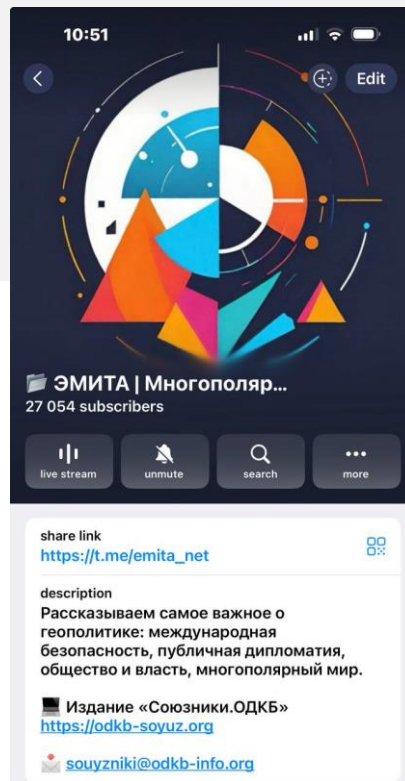 10:51
Edit
ЭМИТА | Многополяр...
27 054 subscribers
live stream
unmute
search
more
share link
https://t.me/emita_net
description
Рассказываем самое важное о
геополитике: международная
безопасность, публичная дипломатия,
общество и власть, многополярный мир.
Издание «Союзники.ОДКБ»
https://odkb-soyuz.org
souyzniki@odkb-info.org